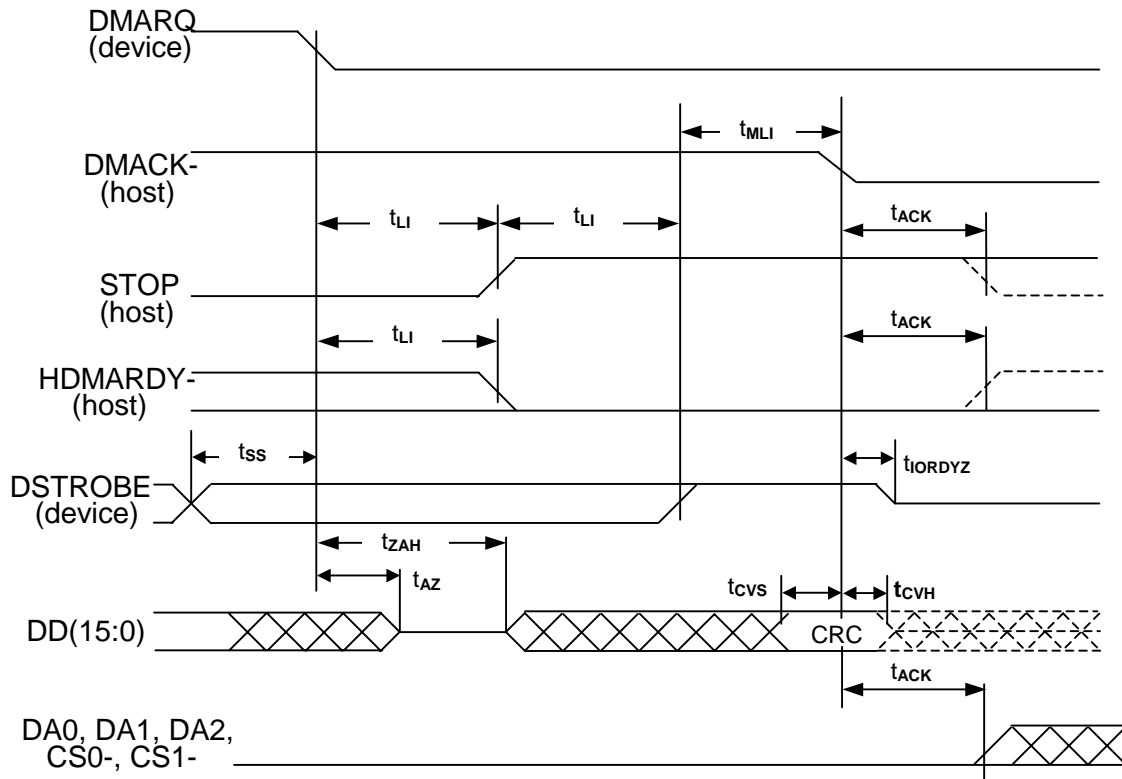 DMARQ
(device)
tMLI
DMACK-
(host)
tLI
tLI
tACK
STOP
(host)
tLI
tACK
HDMARDY-
(host)
tSS
tIORDYZ
DSTROBE
(device)
tZAH
tAZ
tCVS
tCVH
DD(15:0)
CRC
tACK
DA0, DA1, DA2,
CS0-, CS1-